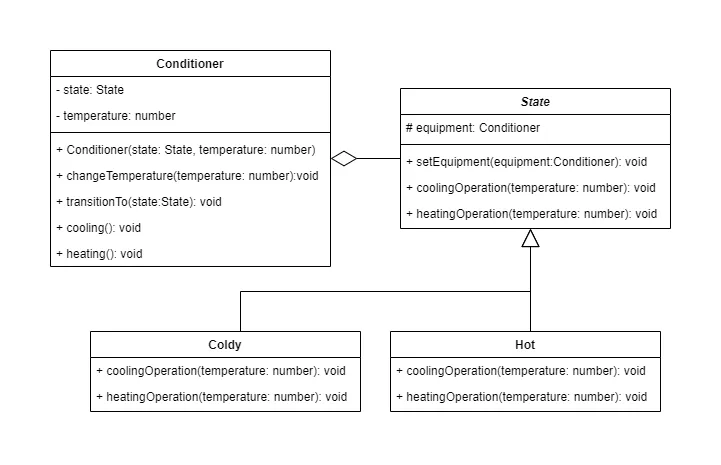 Conditioner
- state: State
- temperature: number
+ Conditioner(state: State, temperature: number)
+ changeTemperature(temperature: number):void
+ transitionTo(state:State): void
+ cooling(): void
+ heating(): void
State
# equipment: Conditioner
+ setEquipment(equipment:Conditioner): void
+ coolingOperation(temperature: number): void
+ heatingOperation(temperature: number): void
Coldy
+ coolingOperation(temperature: number): void
+ heatingOperation(temperature: number): void
Hot
+ coolingOperation(temperature: number): void
+ heatingOperation(temperature: number): void